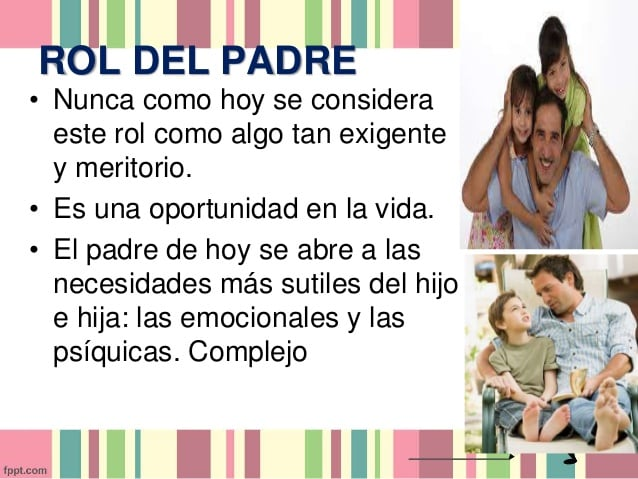 ROL DEL PADRE
• Nunca como hoy se considera
este rol como algo tan exigente
y meritorio.
• Es una oportunidad en la vida.
• El padre de hoy se abre a las
necesidades más sutiles del hijo
e hija: las emocionales y las
psíquicas. Complejo
fppt.com